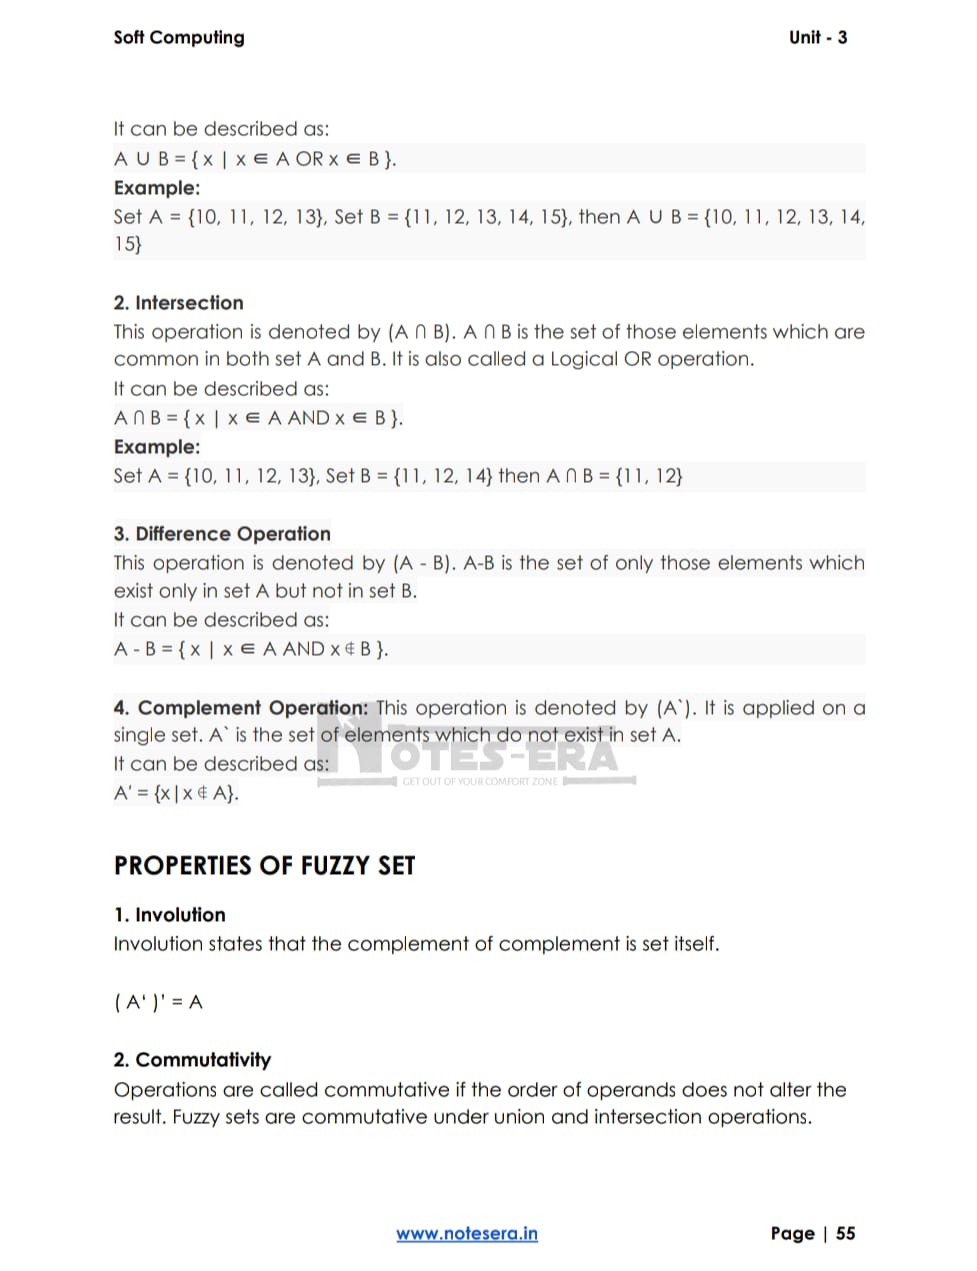 Soft Computing
Unit - 3
It can be described as:
A ∪ B = { x | x ∈ A OR x ∈ B }.
Example:
Set A = {10, 11, 12, 13}, Set B = {11, 12, 13, 14, 15}, then A ∪ B = {10, 11, 12, 13, 14,
15}
2. Intersection
This operation is denoted by (A ∩ B). A ∩ B is the set of those elements which are
common in both set A and B. It is also called a Logical OR operation.
It can be described as:
A ∩ B = { x | x ∈ A AND x ∈ B }.
Example:
Set A = {10, 11, 12, 13}, Set B = {11, 12, 14} then A ∩ B = {11, 12}
3. Difference Operation
This operation is denoted by (A - B). A-B is the set of only those elements which
exist only in set A but not in set B.
It can be described as:
A - B = { x | x ∈ A AND x ∉ B }.
4. Complement Operation: This operation is denoted by (A`). It is applied on a
single set. A` is the set of elements which do not exist in set A.
NOTES-ERA
It can be described as:
GET OUT OF YOUR COMFORT ZONE
A′ = {x | x ∉ A}.
PROPERTIES OF FUZZY SET
1. Involution
Involution states that the complement of complement is set itself.
( A' )' = A
2. Commutativity
Operations are called commutative if the order of operands does not alter the
result. Fuzzy sets are commutative under union and intersection operations.
www.notesera.in
Page | 55